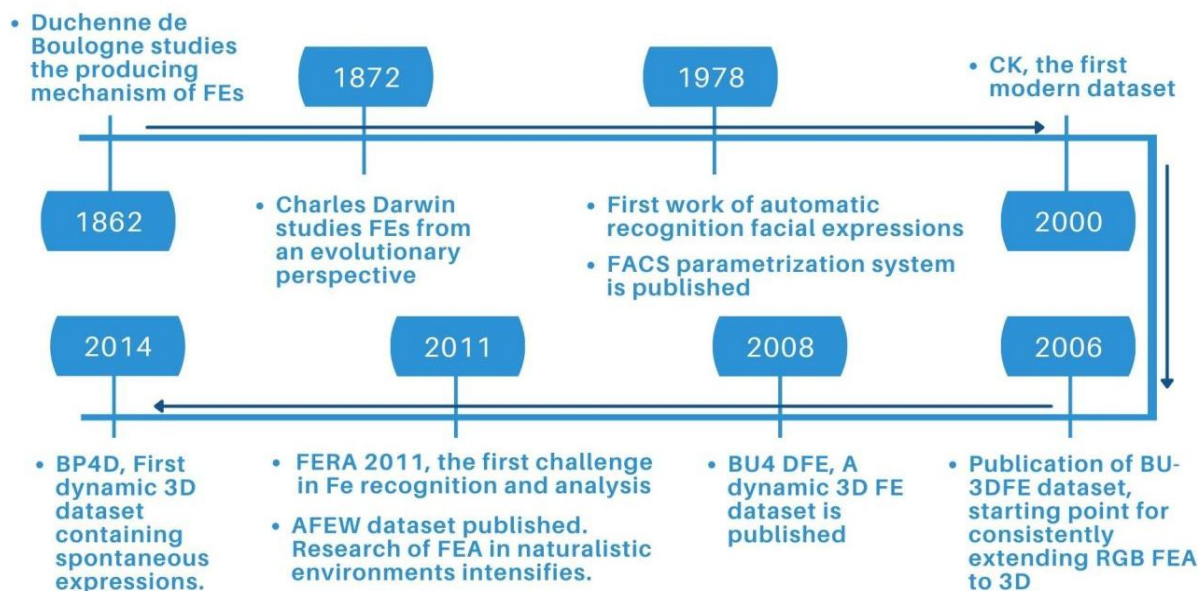 • Duchenne de
Boulogne studies
the producing
mechanism of FEs
1862
1872
• Charles Darwin
studies FEs from
an evolutionary
perspective
1978
• First work of automatic
recognition facial expressions
• FACS parametrization system
is published
• CK, the first
modern dataset
2000
2006
• Publication of BU-
3DFE dataset,
starting point for
consistently
extending RGB FEA
to 3D
2008
• BU4 DFE, A
dynamic 3D FE
dataset is
published
2011
• FERA 2011, the first challenge
in Fe recognition and analysis
• AFEW dataset published.
Research of FEA in naturalistic
environments intensifies.
2014
• BP4D, First
dynamic 3D
dataset
containing
spontaneous
expressions.